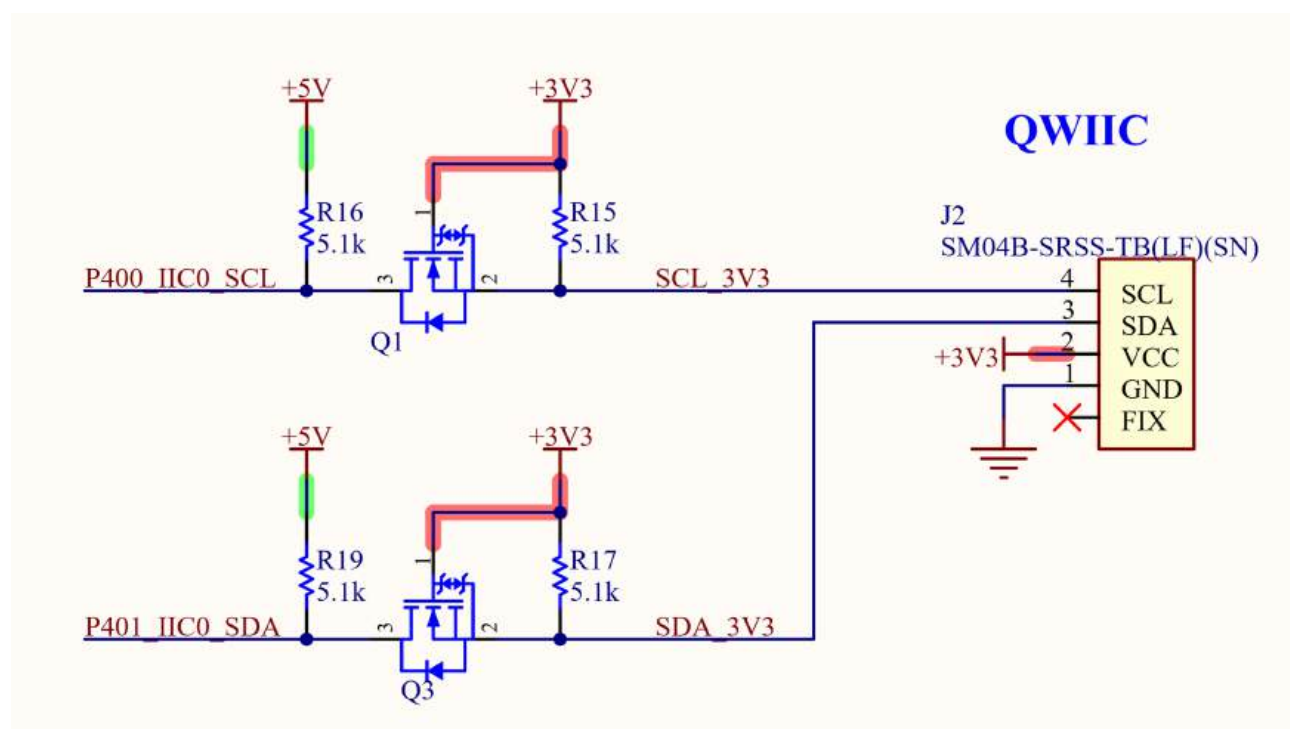 +5V
+3V3
QWIIC
1
R16
5.1k
R15
5.1k
J2
SM04B-SRSS-TB(LF)(SN)
P400_IIC0_SCL
3
2
SCL_3V3
4
SCL
Q1
3
SDA
+3V3
2
VCC
1
GND
FIX
+5V
+3V3
1
R19
5.1k
R17
5.1k
P401_IIC0_SDA
3
2
SDA_3V3
Q3